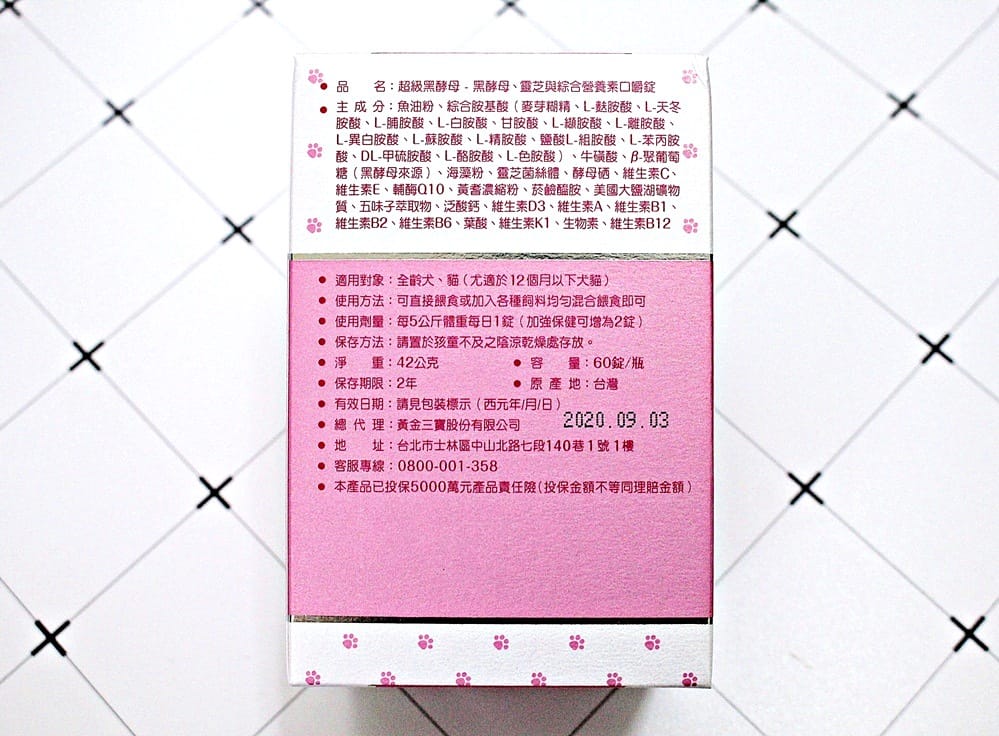 品名：超級黑酵母 - 黑酵母、靈芝與綜合營養素口嚼錠
主成分：魚油粉、綜合胺基酸（麥芽糊精、L-麩胺酸、L-天冬
胺酸、L-脯胺酸、L-白胺酸、甘胺酸、L-纈胺酸、L-離胺酸、
L-異白胺酸、L-蘇胺酸、L-精胺酸、鹽酸L-組胺酸、L-苯丙胺
酸、DL-甲硫胺酸、L-酪胺酸、L-色胺酸）、牛磺酸、β-聚葡萄
糖（黑酵母來源）、海藻粉、靈芝菌絲體、酵母硒、維生素C、
維生素E、輔酶Q10、黃耆濃縮粉、菸鹼醯胺、美國大鹽湖礦物
質、五味子萃取物、泛酸鈣、維生素D3、維生素A、維生素B1、
維生素B2、維生素B6、葉酸、維生素K1、生物素、維生素B12
適用對象：全齡犬、貓（尤適於12個月以下犬貓）
使用方法：可直接餵食或加入各種飼料均勻混合餵食即可
使用劑量：每5公斤體重每日1錠（加強保健可增為2錠）
保存方法：請置於孩童不及之陰涼乾燥處存放。
淨重：42公克 容量：60錠/瓶
保存期限：2年 原產地：台灣
有效日期：請見包裝標示（西元年/月/日）
2020.09.03
總代理：黃金三寶股份有限公司
地址：台北市士林區中山北路七段140巷1號1樓
客服專線：0800-001-358
本產品已投保5000萬元產品責任險(投保金額不等同理賠金額)